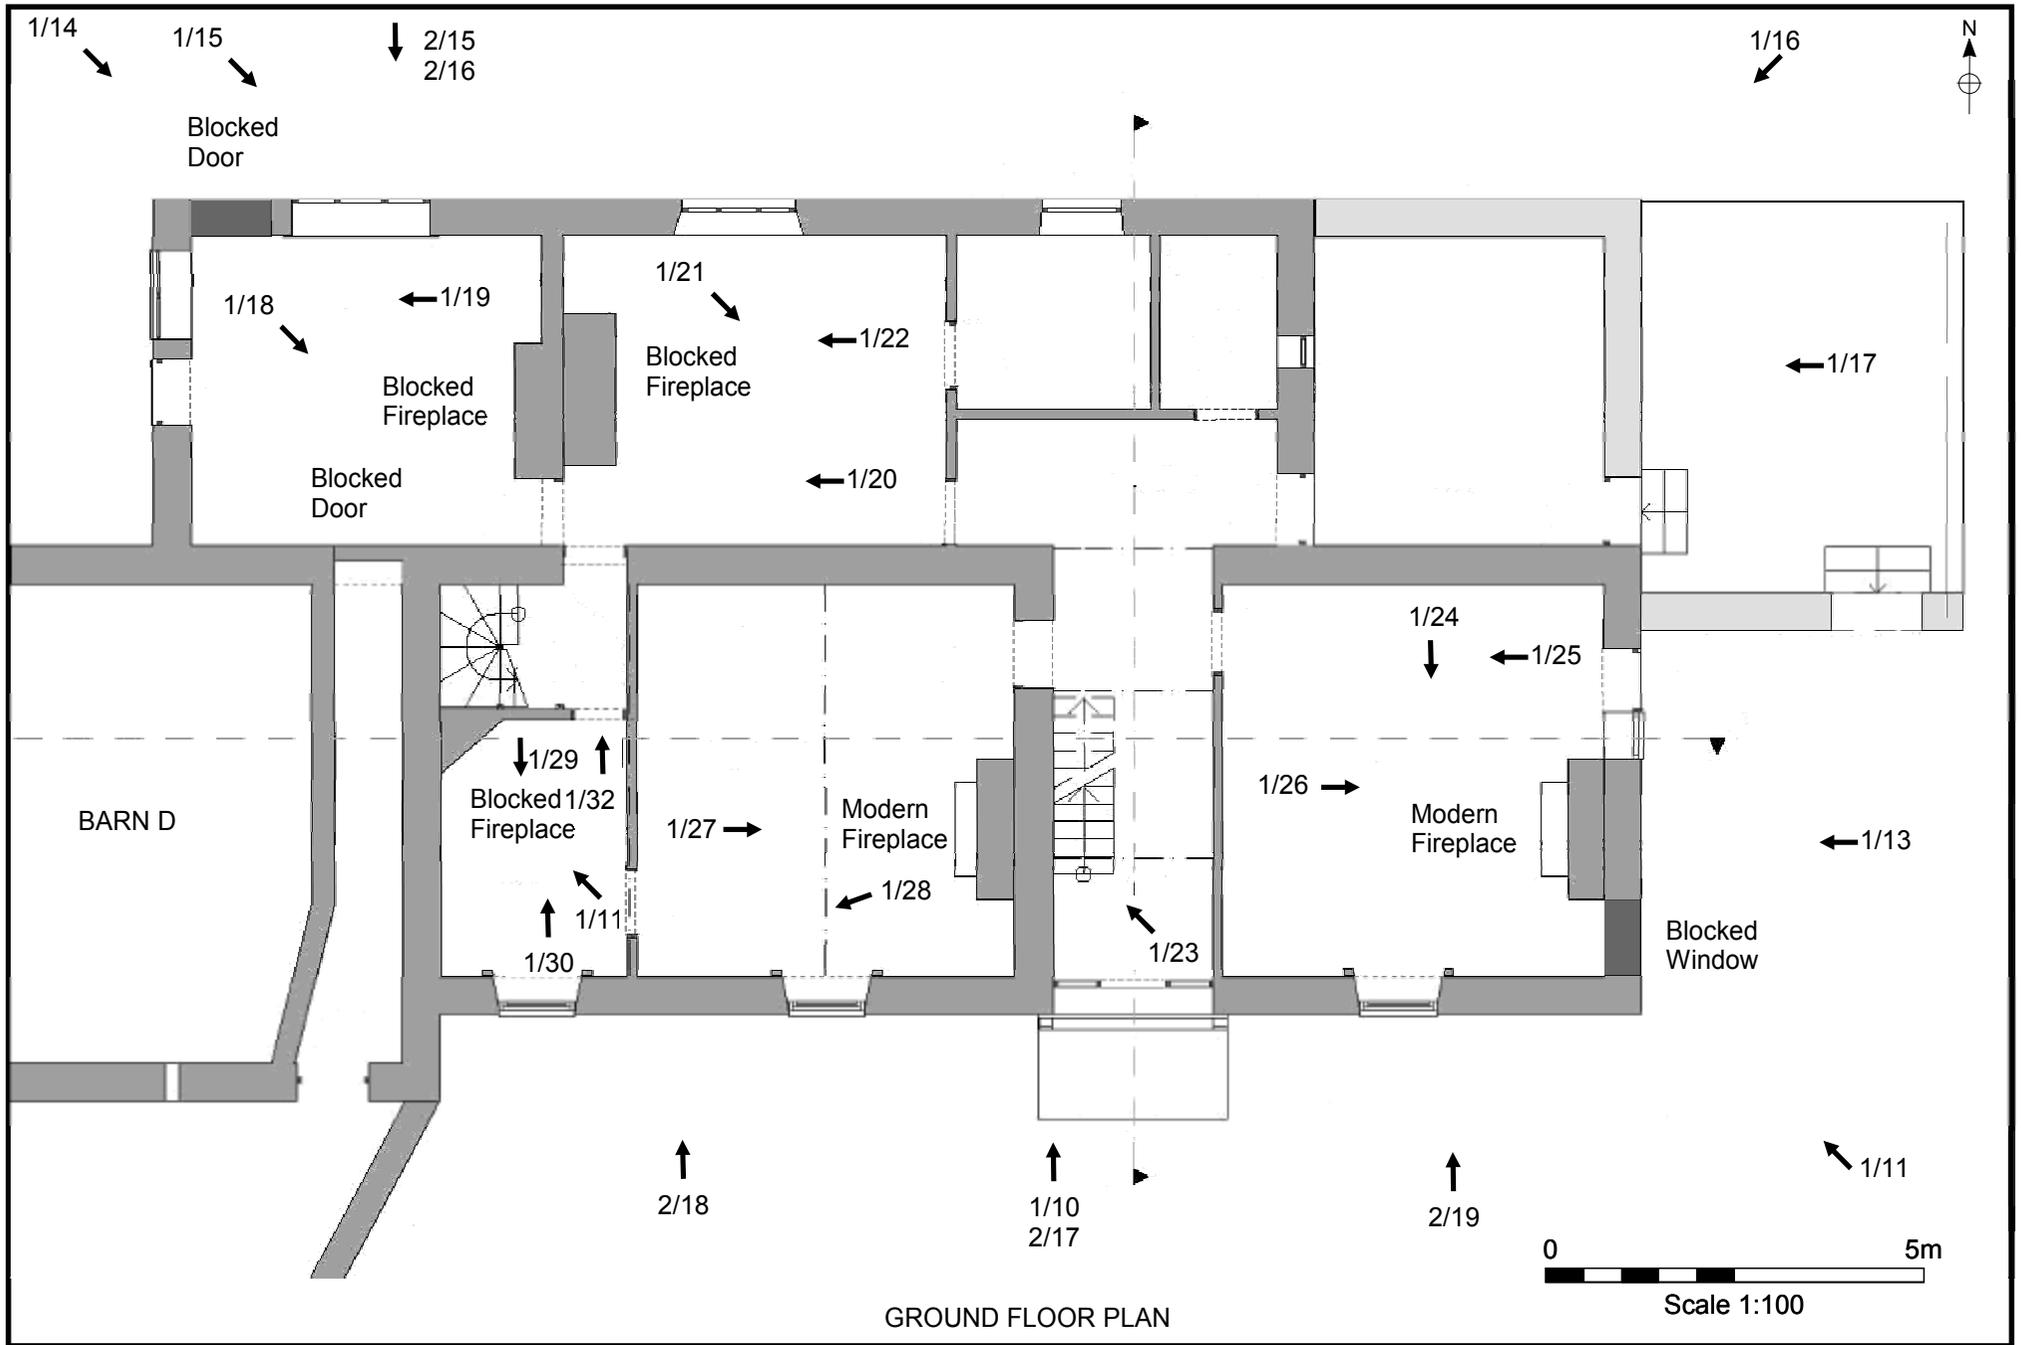 1/14
1/15
2/15
2/16
1/16
N
Blocked
Door
1/21
1/19
1/18
1/22
Blocked
Fireplace
1/17
Blocked
Fireplace
1/20
Blocked
Door
1/24
1/25
1/29
1/26
Blocked
Fireplace
1/32
Modern
Fireplace
Modern
Fireplace
BARN D
1/27
1/13
1/28
1/11
Blocked
Window
1/23
1/30
1/11
2/18
1/10
2/17
2/19
0
5m
Scale 1:100
GROUND FLOOR PLAN